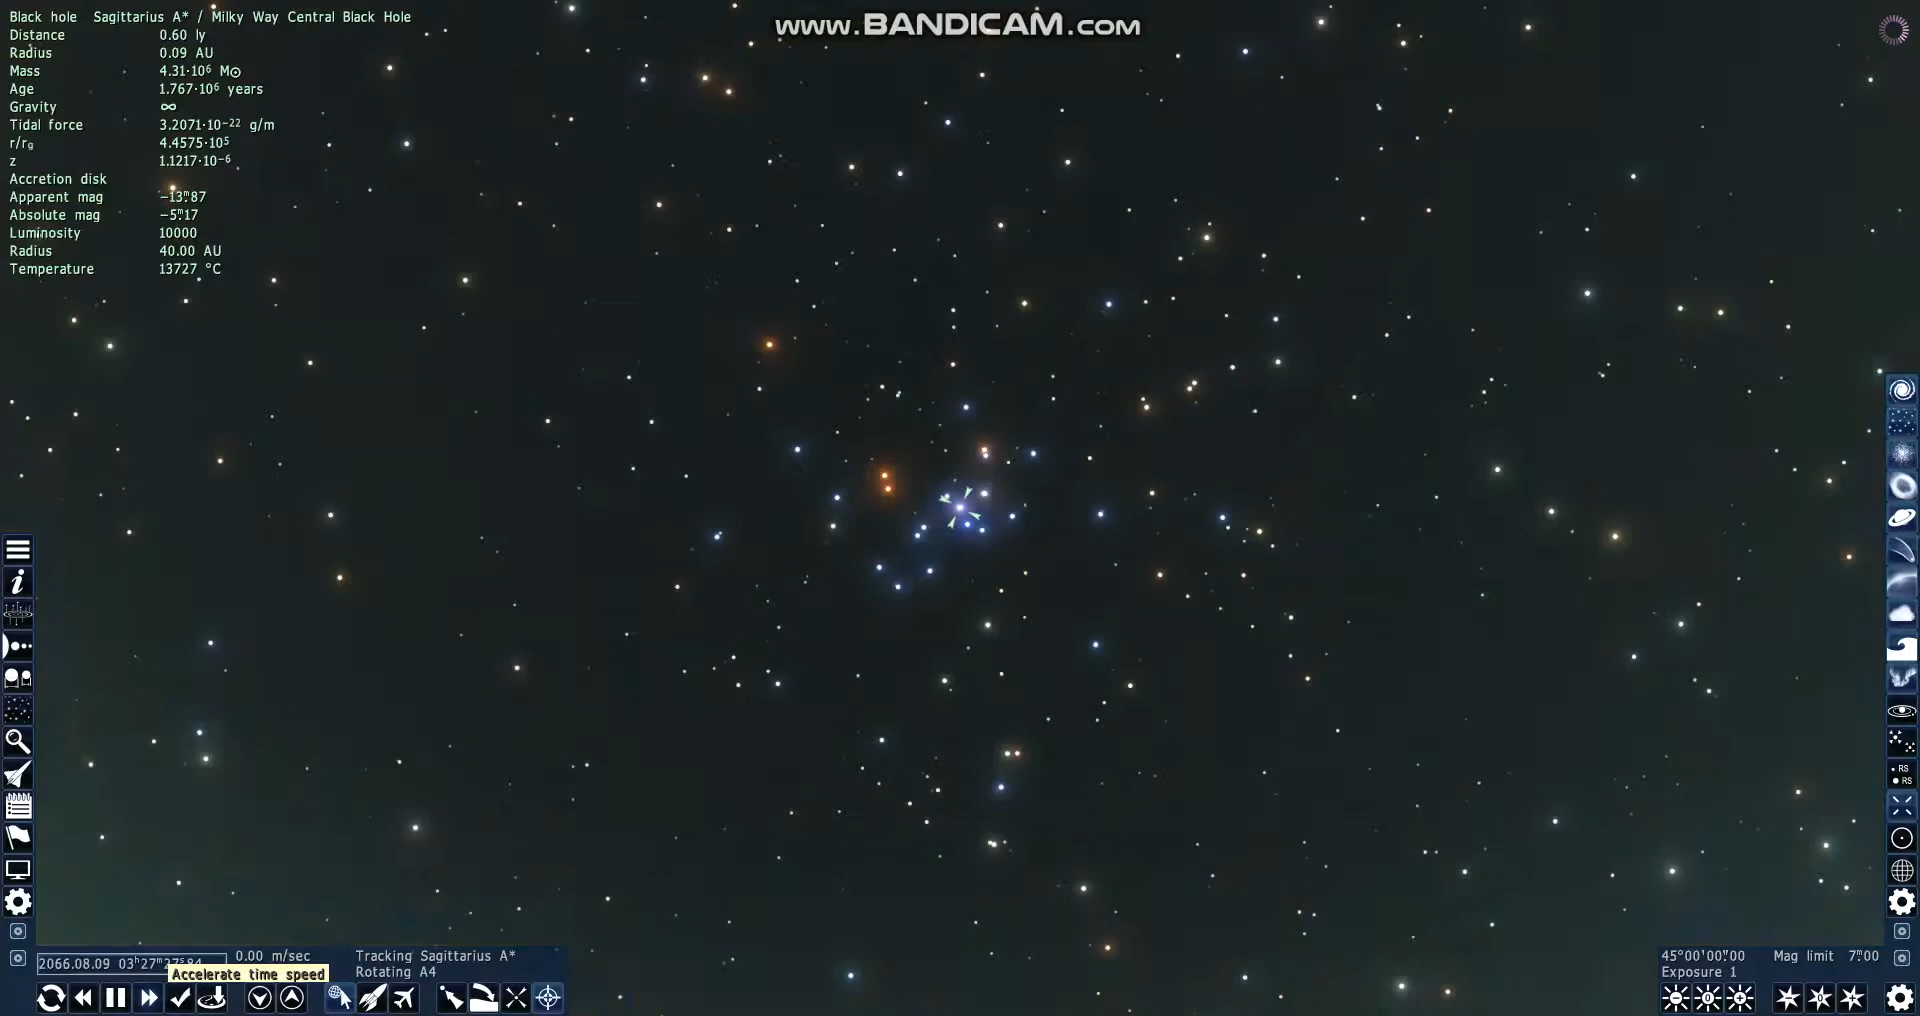 www.BANDICAM.com
Black hole Sagittarius A* / Milky Way Central Black Hole
Distance 0.60 ly
Radius 0.09 AU
Mass 4.31·10⁶ M☉
Age 1.767·10⁶ years
Gravity ∞
Tidal force 3.2071·10⁻²² g/m
r/rg 4.4575·10⁵
z 1.1217·10⁻⁶
Accretion disk
Apparent mag −13ᵐ87
Absolute mag −5ᵐ17
Luminosity 10000
Radius 40.00 AU
Temperature 13727 °C
RS
RS
2066.08.09 03ʰ27ᵐ27ˢ84 0.00 m/sec Tracking Sagittarius A*
Accelerate time speed Rotating A4
45°00'00"00 Mag limit 7ᵐ00
Exposure 1